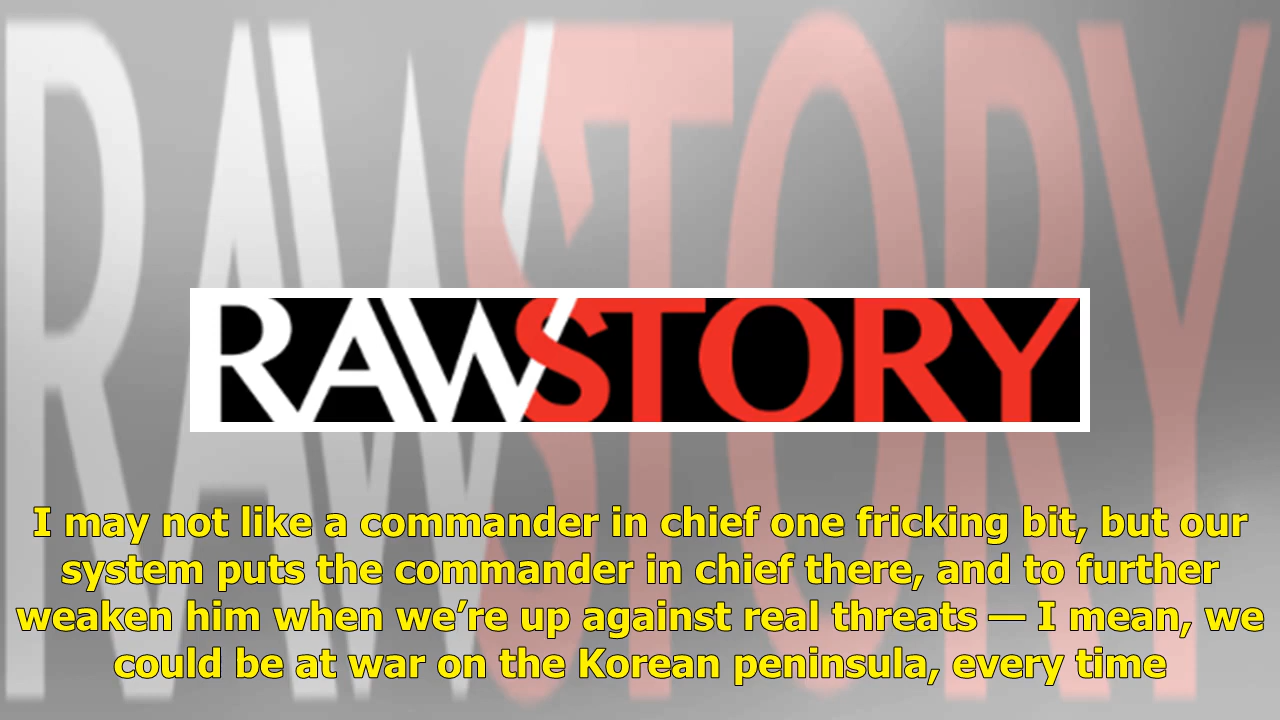 RAWSTORY
RAWSTORY
I may not like a commander in chief one fricking bit, but our
system puts the commander in chief there, and to further
weaken him when we’re up against real threats — I mean, we
could be at war on the Korean peninsula, every time